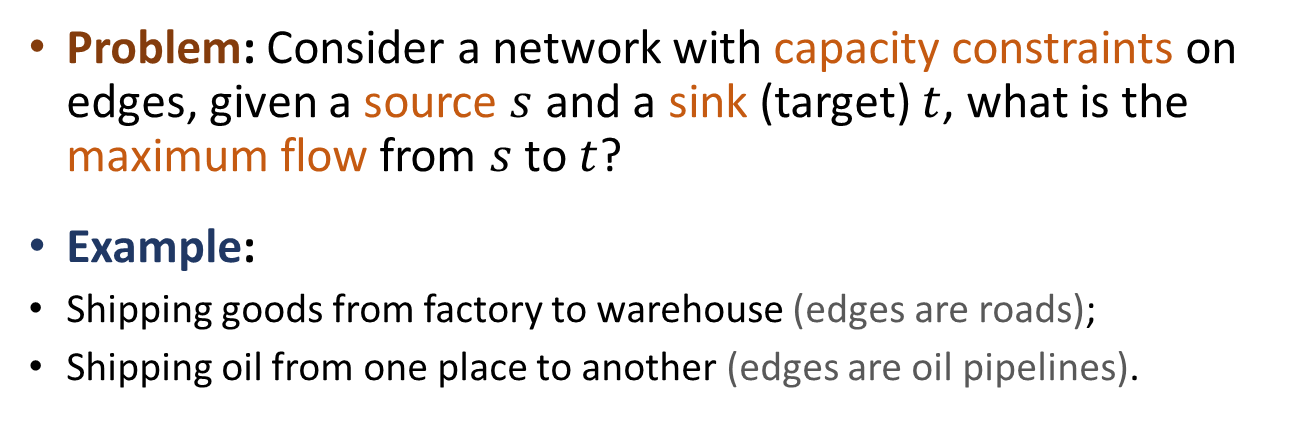 • Problem: Consider a network with capacity constraints on
edges, given a source s and a sink (target) t, what is the
maximum flow from s to t?
• Example:
• Shipping goods from factory to warehouse (edges are roads);
• Shipping oil from one place to another (edges are oil pipelines).